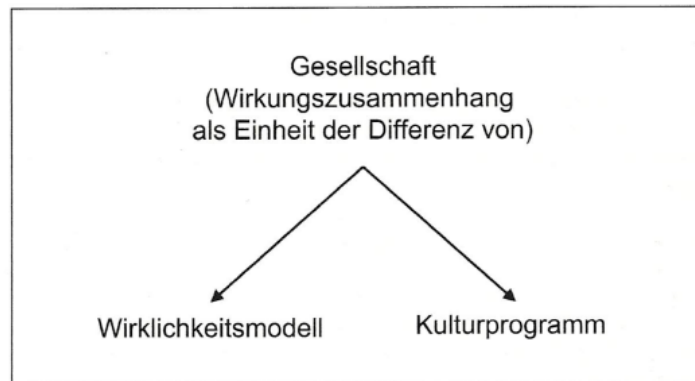 Gesellschaft
(Wirkungszusammenhang
als Einheit der Differenz von)
Wirklichkeitsmodell Kulturprogramm